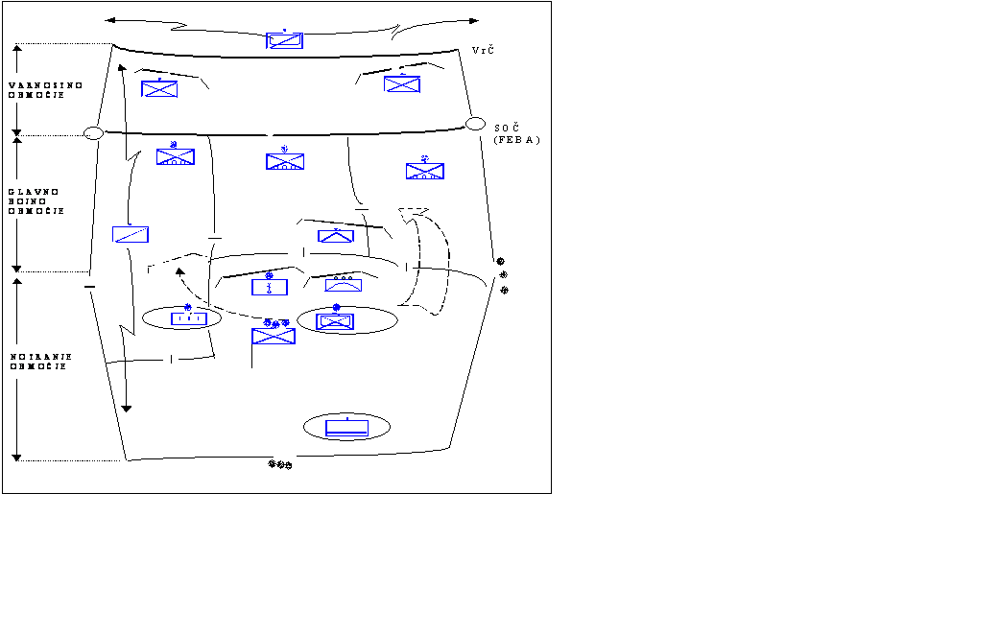 VrČ
VARNOSTNO
OBMOČJE
SOČ
(FEBA)
GLAVNO
BOJNO
OBMOČJE
NOTRANJE
OBMOČJE